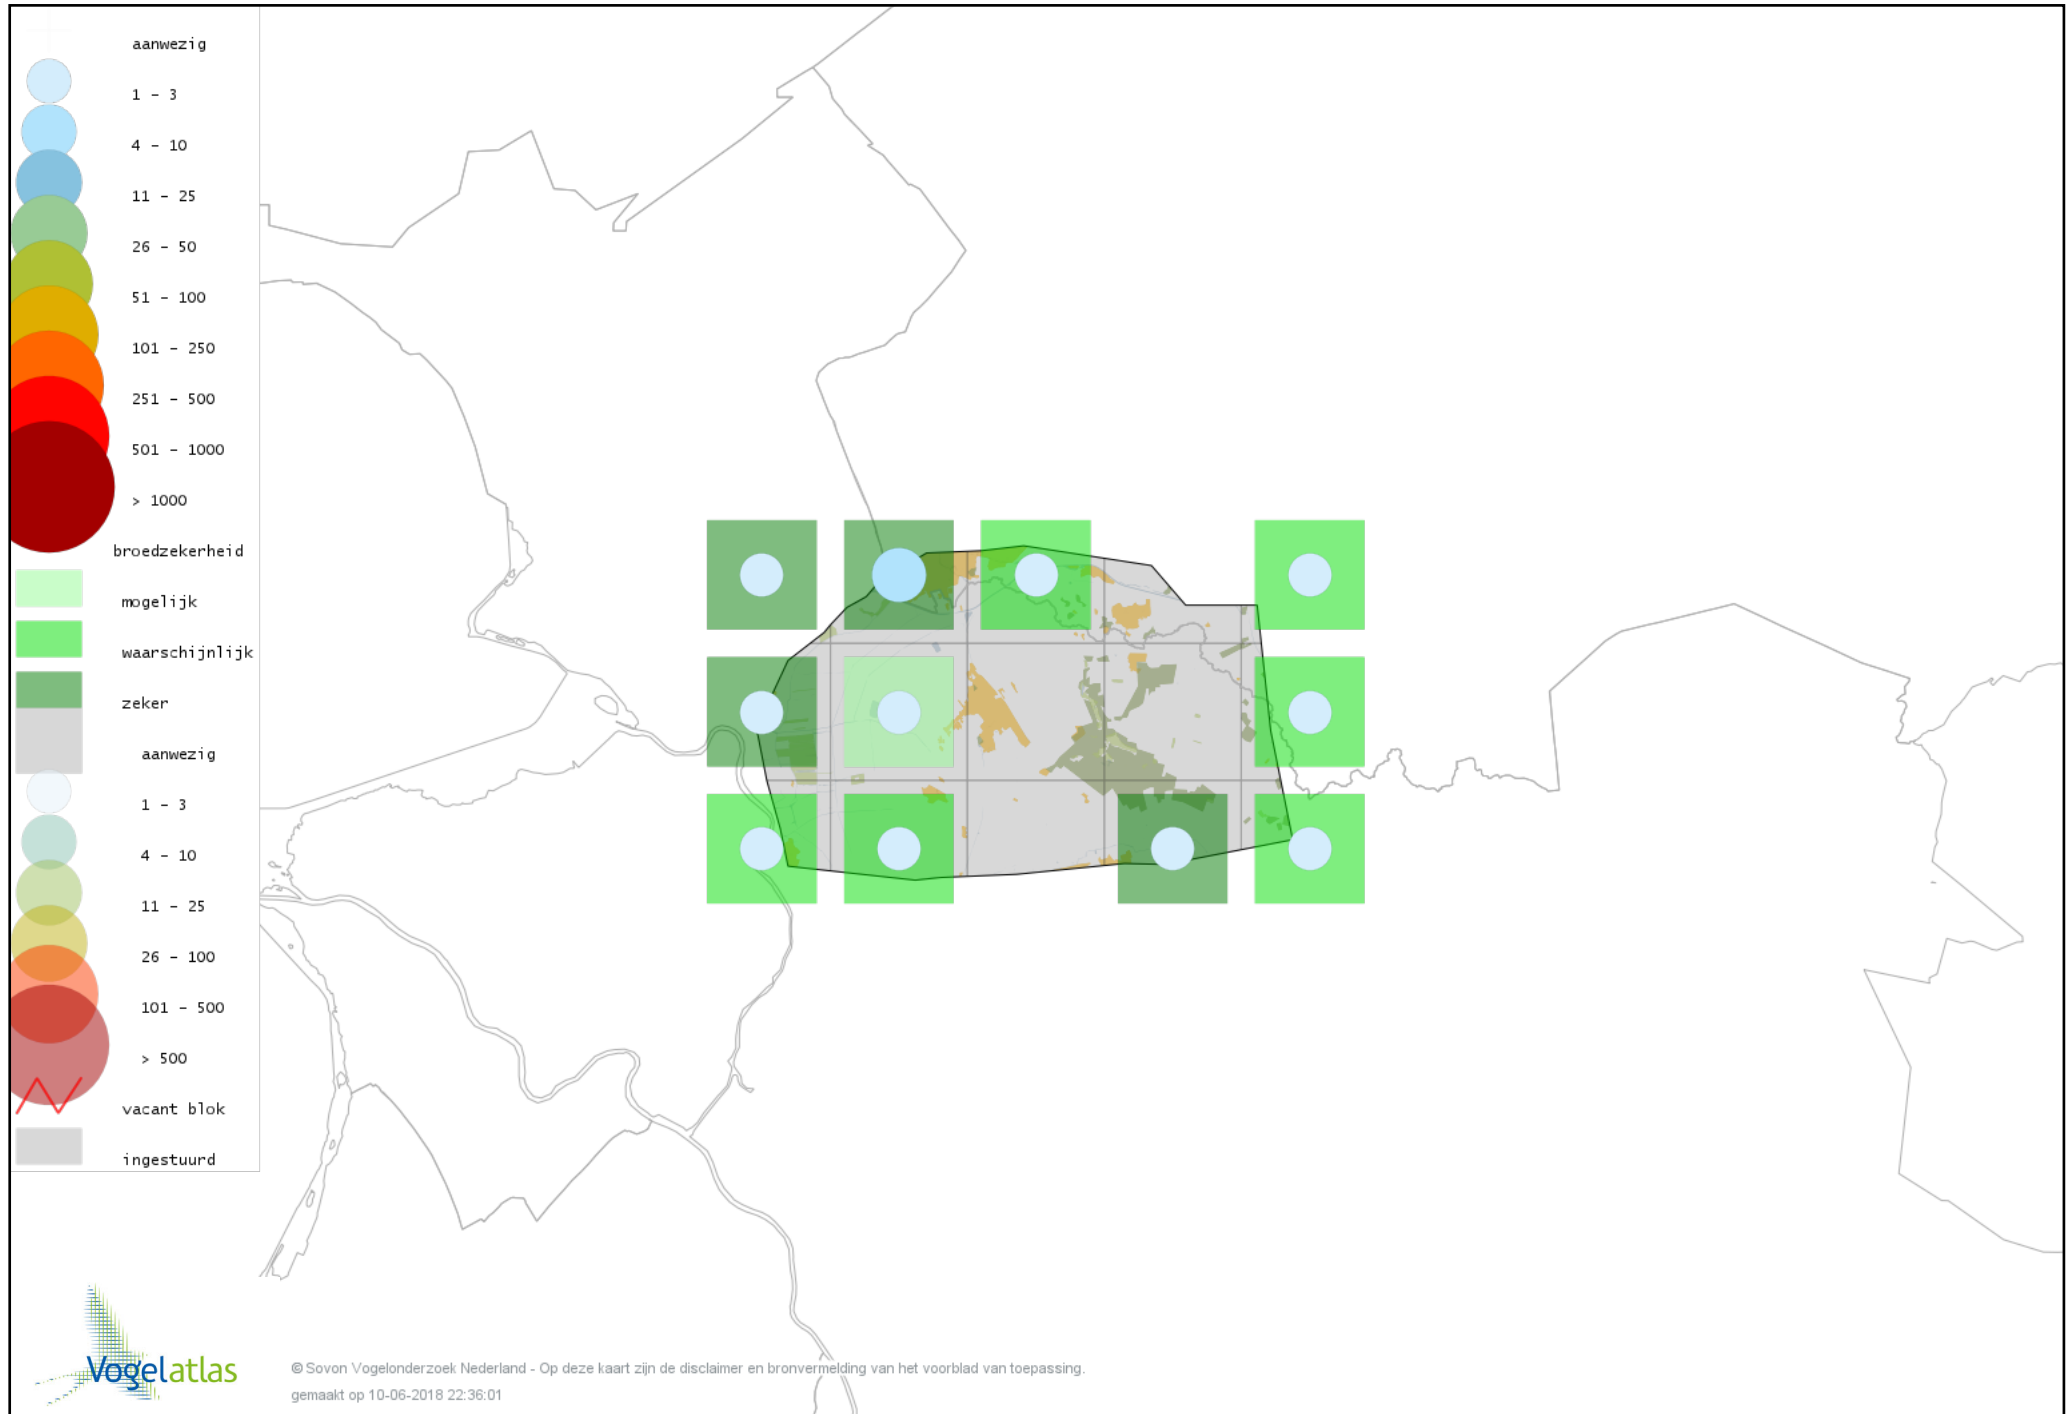 aanwezig
1 - 3
4 - 10
11 - 25
26 - 50
51 - 100
101 - 250
251 - 500
501 - 1000
> 1000
broedzekerheid
mogelijk
waarschijnlijk
zeker
aanwezig
1 - 3
4 - 10
11 - 25
26 - 100
101 - 500
> 500
vacant blok
ingestuurd
Vogelatlas
© Sovon Vogelonderzoek Nederland - Op deze kaart zijn de disclaimer en bronvermelding van het voorblad van toepassing.
gemaakt op 10-06-2018 22:36:01